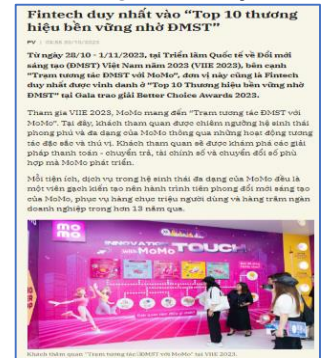 Fintech duy nhất vào “Top 10 thương
hiệu bền vững nhờ ĐMST”
PV
Từ ngày 28/10 - 1/11/2023, tại Triển lãm Quốc tế về Đổi mới
sáng tạo (ĐMST) Việt Nam năm 2023 (VIIE 2023), bên cạnh
“Trạm tương tác ĐMST với MoMo”, đơn vị này cũng là Fintech
duy nhất được vinh danh ở “Top 10 Thương hiệu bền vững nhờ
ĐMST” tại Gala trao giải Better Choice Awards 2023.
Tham gia VIIE 2023, MoMo mang đến “Trạm tương tác ĐMST với
MoMo”. Tại đây, khách tham quan được chiêm ngưỡng hệ sinh thái
phong phú và đa dạng của MoMo thông qua những hoạt động tương
tác đặc sắc và thú vị. Khách tham quan sẽ được khám phá các giải
pháp thanh toán - chuyển trả, tài chính số và chuyển đổi số phù
hợp mà MoMo phát triển.
Mỗi tiện ích, dịch vụ trong hệ sinh thái đa dạng của MoMo đều là
một viên gạch kiến tạo nên hành trình tiên phong đổi mới sáng tạo
của MoMo, phục vụ hàng chục triệu người dùng và hàng trăm ngàn
doanh nghiệp trong hơn 13 năm qua.
mo
mo
INNOVATION TOUCH
WITH MoMo
Khách thăm quan “Trạm tương tác ĐMST với MoMo” tại VIIE 2023.